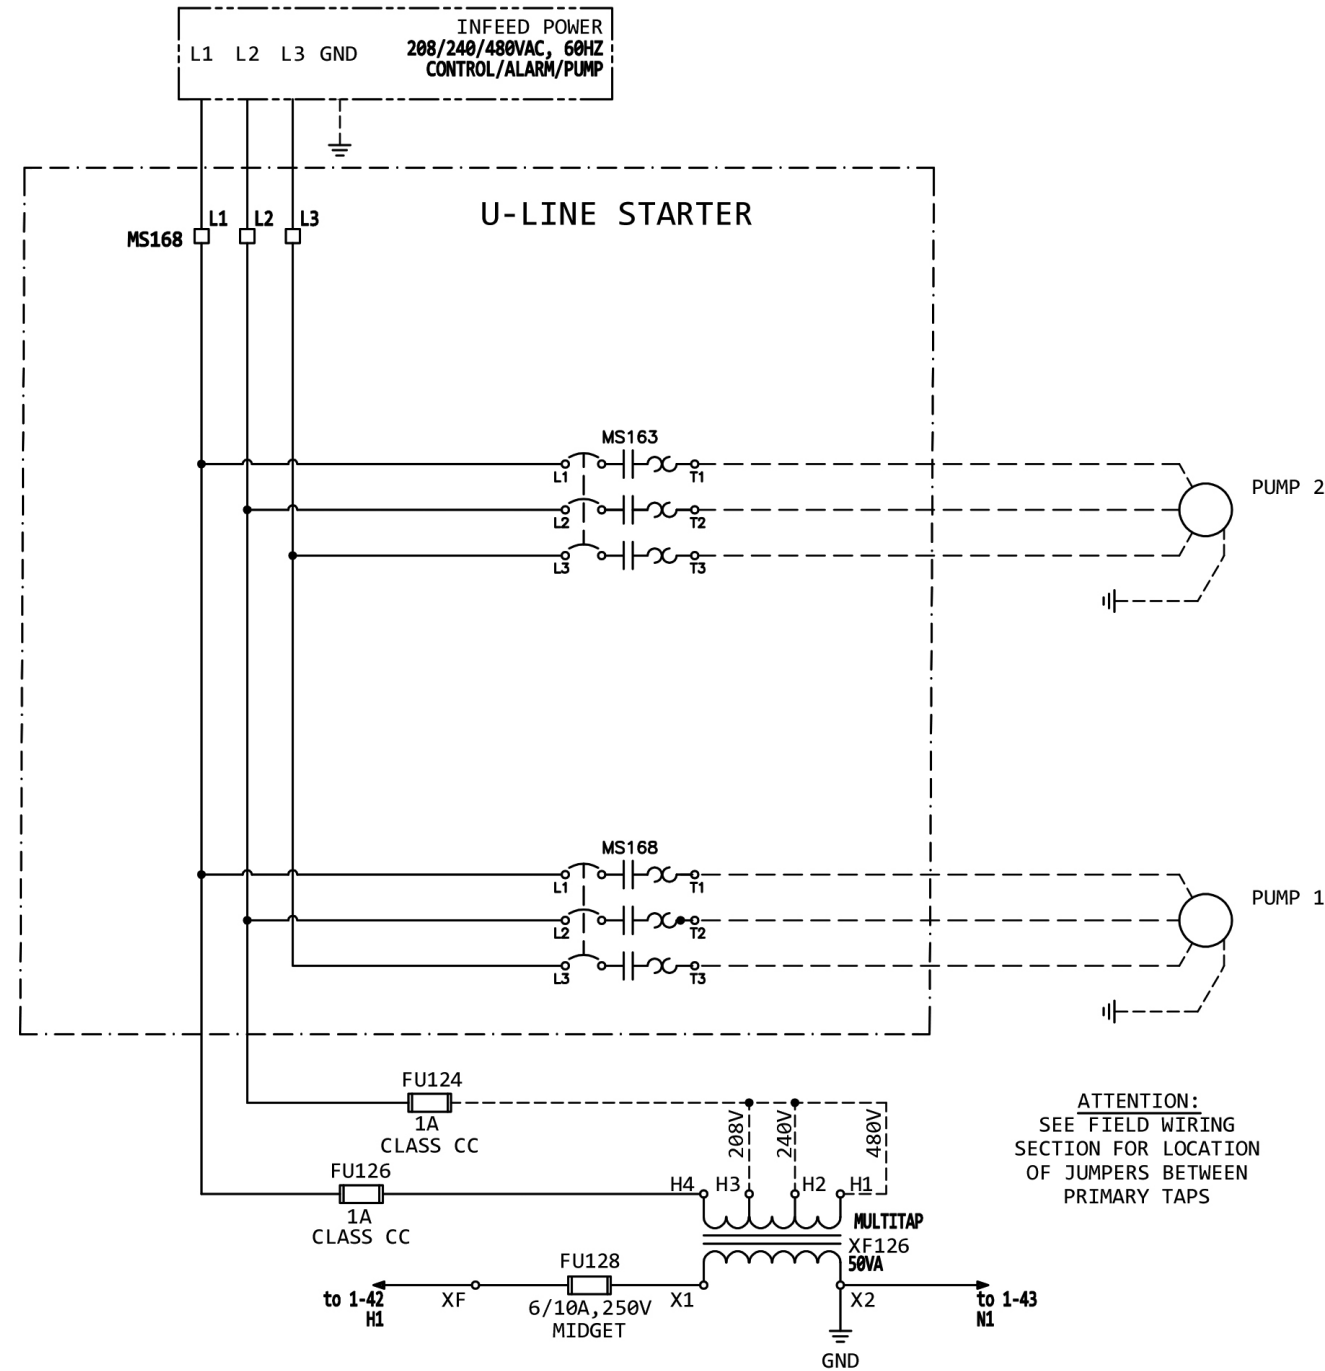 INFEED POWER
208/240/480VAC, 60HZ
CONTROL/ALARM/PUMP
L1 L2 L3 GND
U-LINE STARTER
L1 L2 L3
MS168
MS163
L1 T1
L2 T2
L3 T3
PUMP 2
MS168
L1 T1
L2 T2
L3 T3
PUMP 1
FU124
1A
CLASS CC
208V
240V
480V
ATTENTION:
SEE FIELD WIRING
SECTION FOR LOCATION
OF JUMPERS BETWEEN
PRIMARY TAPS
FU126
1A
CLASS CC
H4 H3 H2 H1
MULTITAP
XF126
50VA
FU128
6/10A,250V
MIDGET
to 1-42
H1
XF
X1
X2
to 1-43
N1
GND